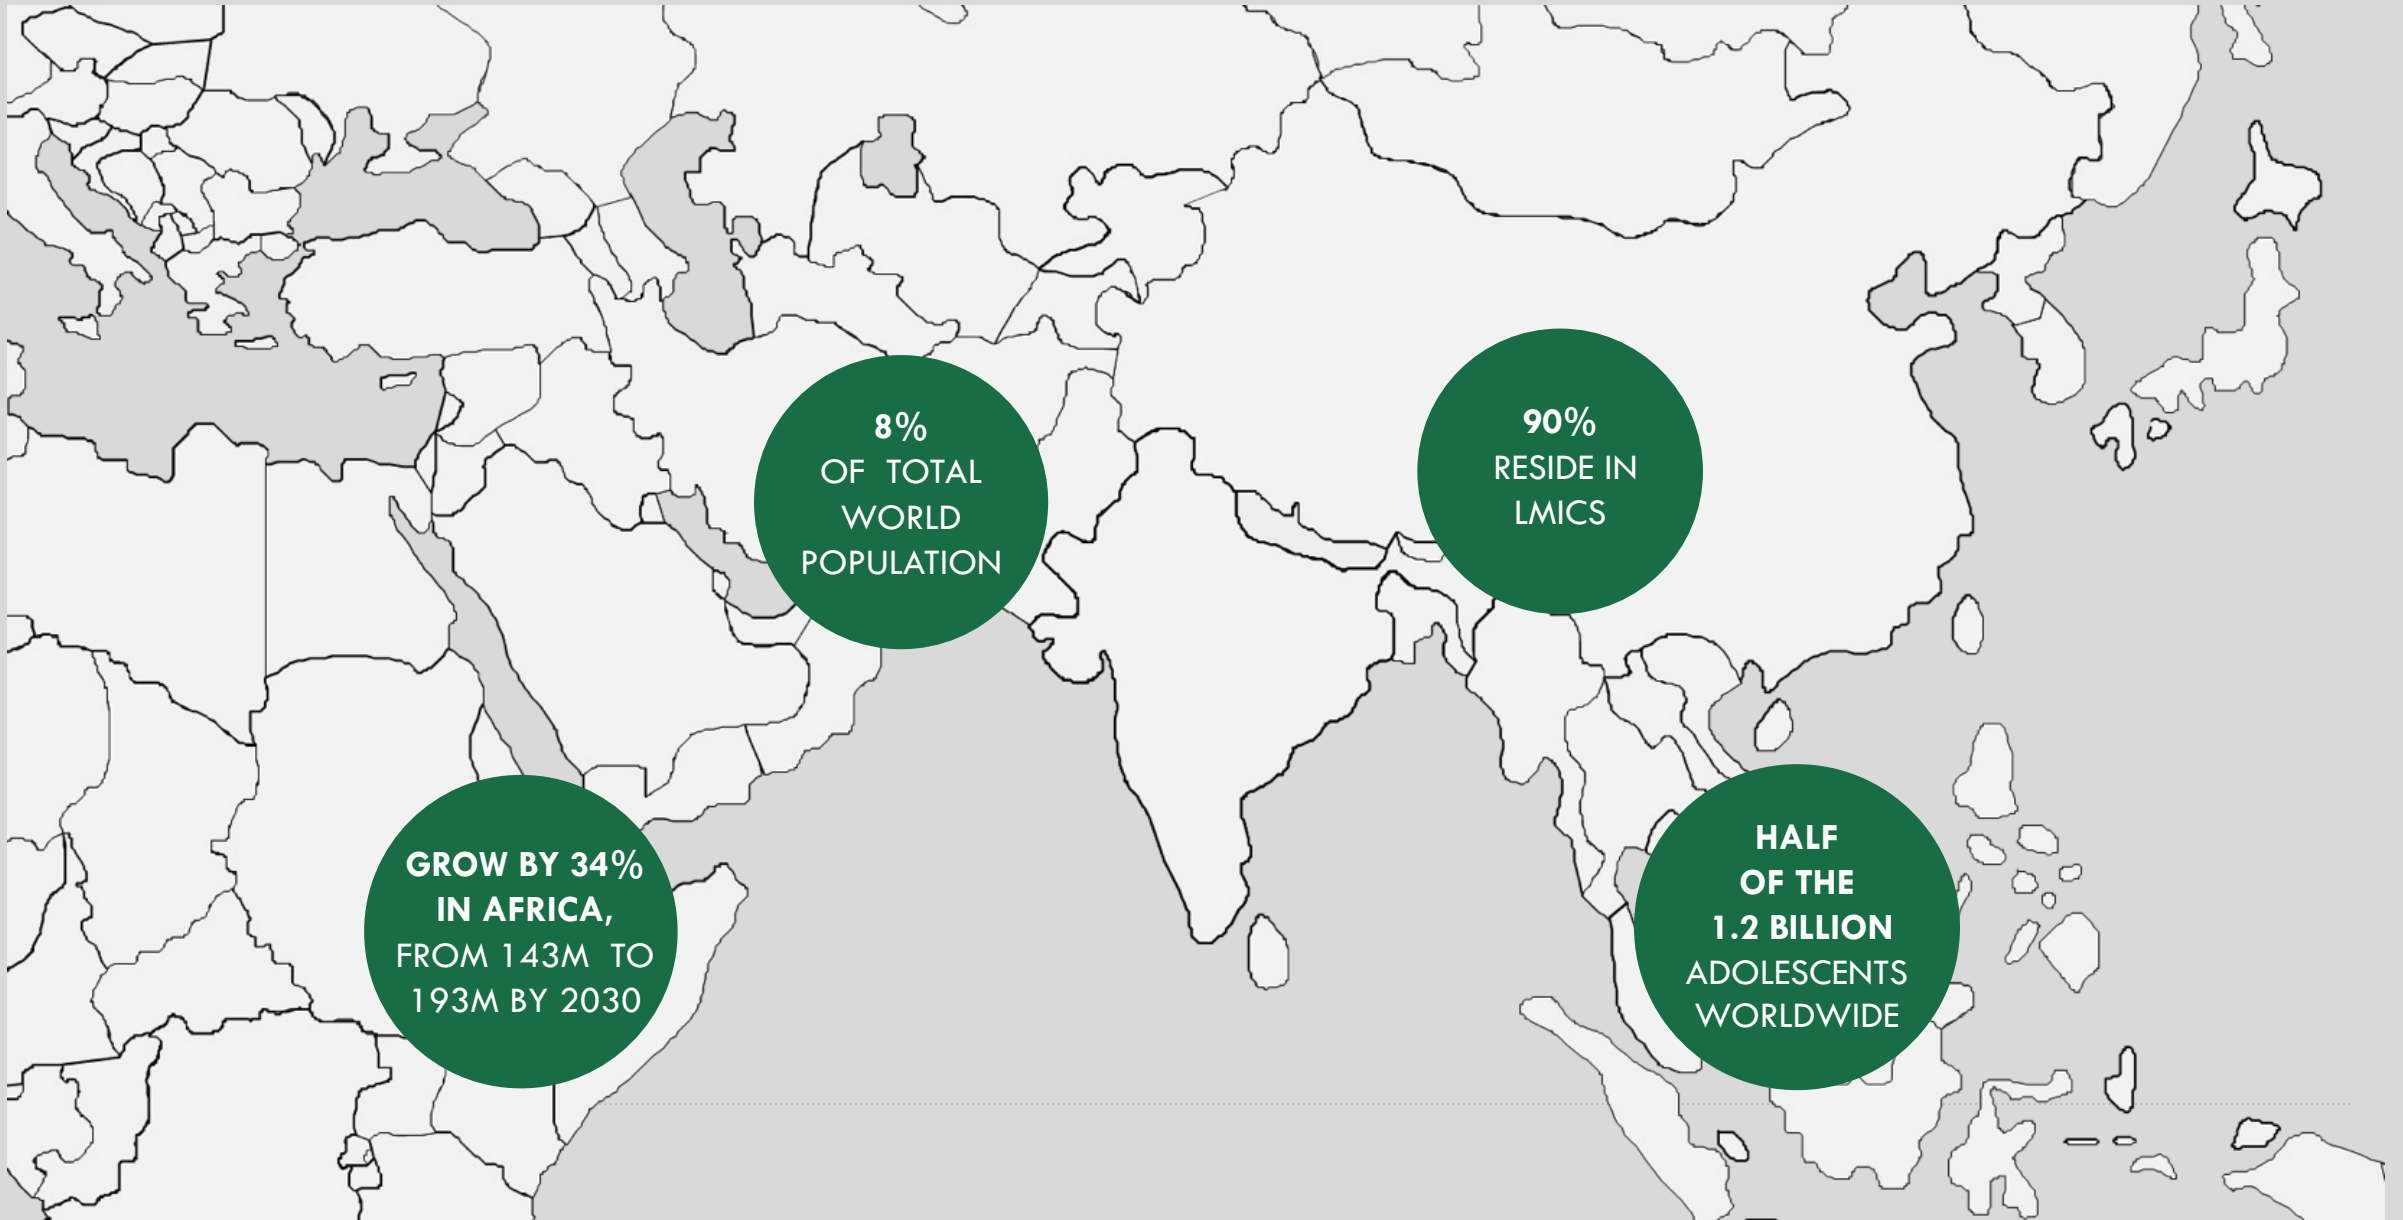 8%
OF TOTAL
WORLD
POPULATION
90%
RESIDE IN
LMICS
GROW BY 34%
IN AFRICA,
FROM 143M TO
193M BY 2030
HALF
OF THE
1.2 BILLION
ADOLESCENTS
WORLDWIDE